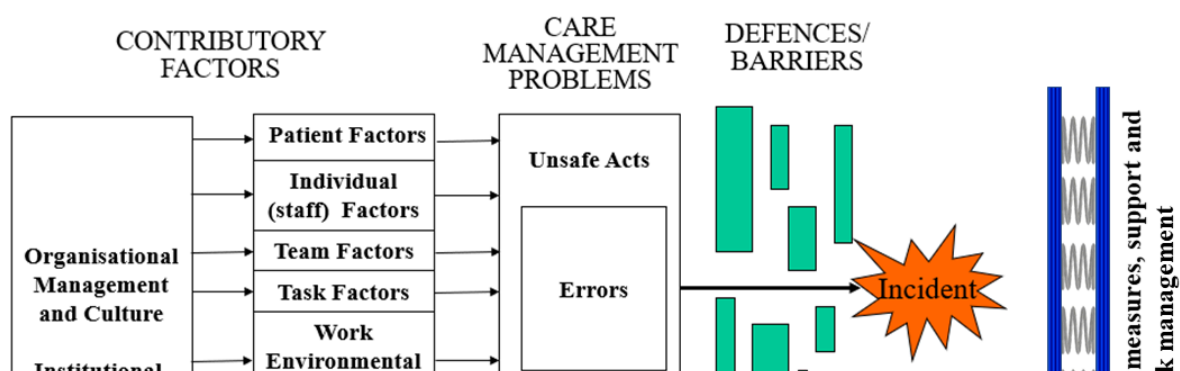 CONTRIBUTORY
FACTORS
CARE
MANAGEMENT
PROBLEMS
DEFENCES/
BARRIERS
Organisational
Management
and Culture
Institutional
Patient Factors
Individual
(staff) Factors
Team Factors
Task Factors
Work
Environmental
Unsafe Acts
Errors
Incident
measures, support and
k management